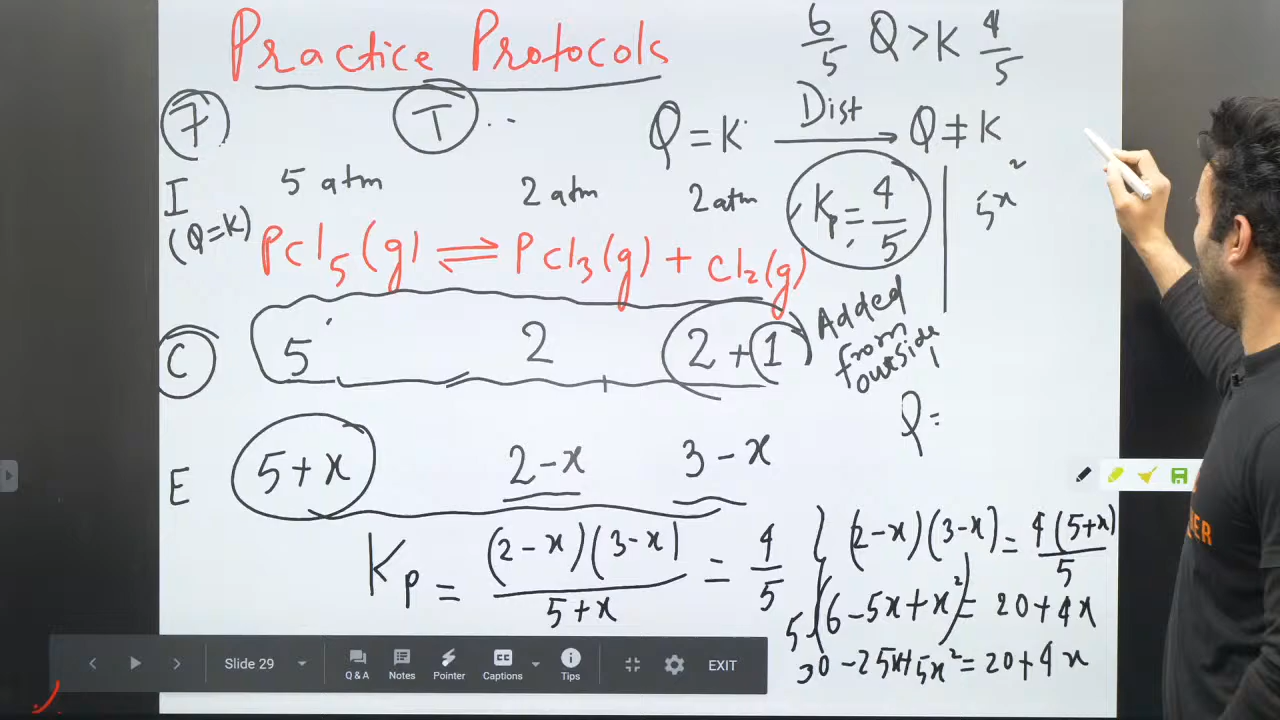 Practice Protocols
6/5 Q > K 4/5
7 T ..
Q = K Dist Q ≠ K
I 5 atm 2 atm 2 atm
(Q=K)
Kp = 4/5 5x²
PCl5(g) ⇌ PCl3(g) + Cl2(g)
C 5 2 2 + 1
Added
from
outside
Q =
E 5+x 2-x 3-x
Kp = (2-x)(3-x)/5+x = 4/5
(2-x)(3-x) = 4(5+x)/5
5(6-5x+x²) = 20+4x
30-25x+5x² = 20+4x
Slide 29
Q & A
Notes
Pointer
Captions
Tips
EXIT